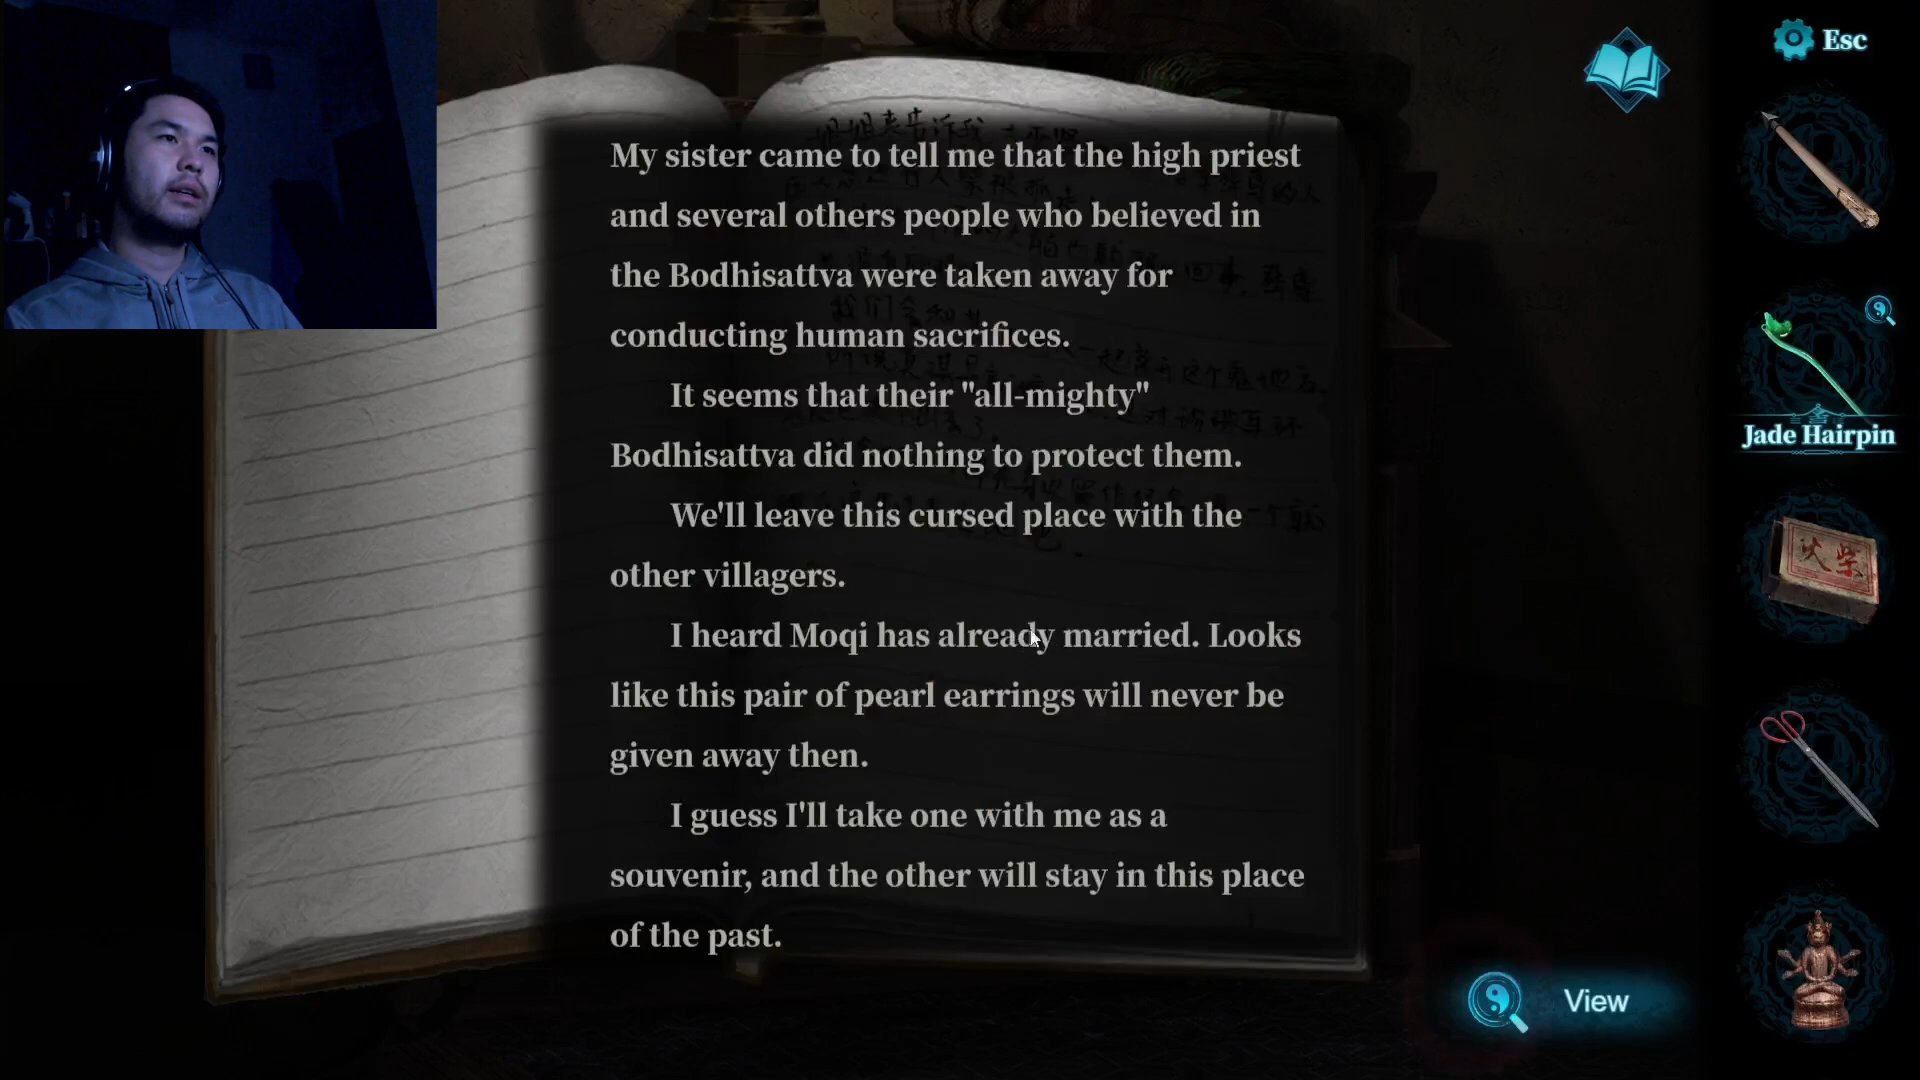 Esc
My sister came to tell me that the high priest
and several others people who believed in
the Bodhisattva were taken away for
conducting human sacrifices.
It seems that their "all-mighty"
Bodhisattva did nothing to protect them.
We'll leave this cursed place with the
other villagers.
I heard Moqi has already married. Looks
like this pair of pearl earrings will never be
given away then.
I guess I'll take one with me as a
souvenir, and the other will stay in this place
of the past.
Jade Hairpin
火柴
View